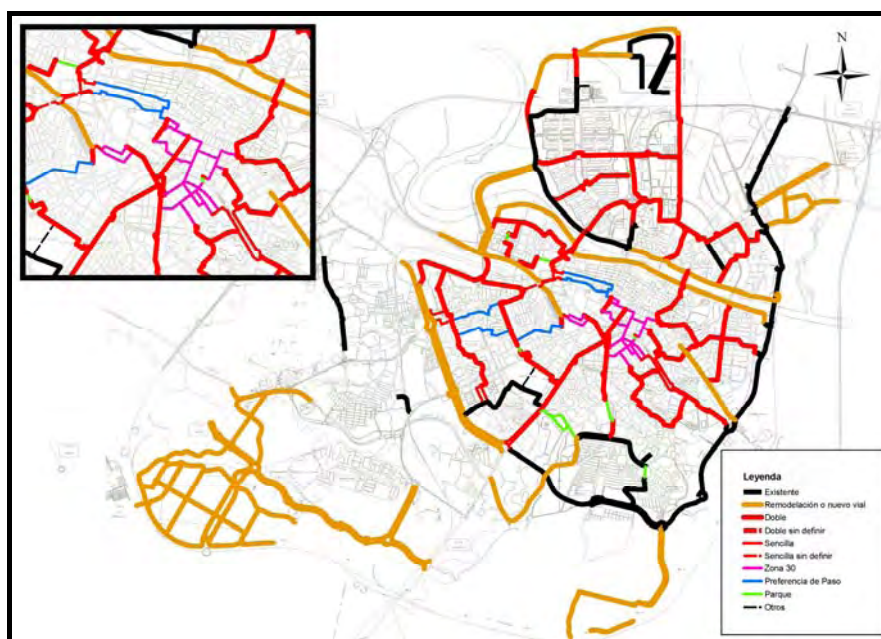 N
Leyenda
Existente
Remodelación o nuevo vial
Doble
Doble sin definir
Sencilla
Sencilla sin definir
Zona 30
Preferencia de Paso
Parque
Otros